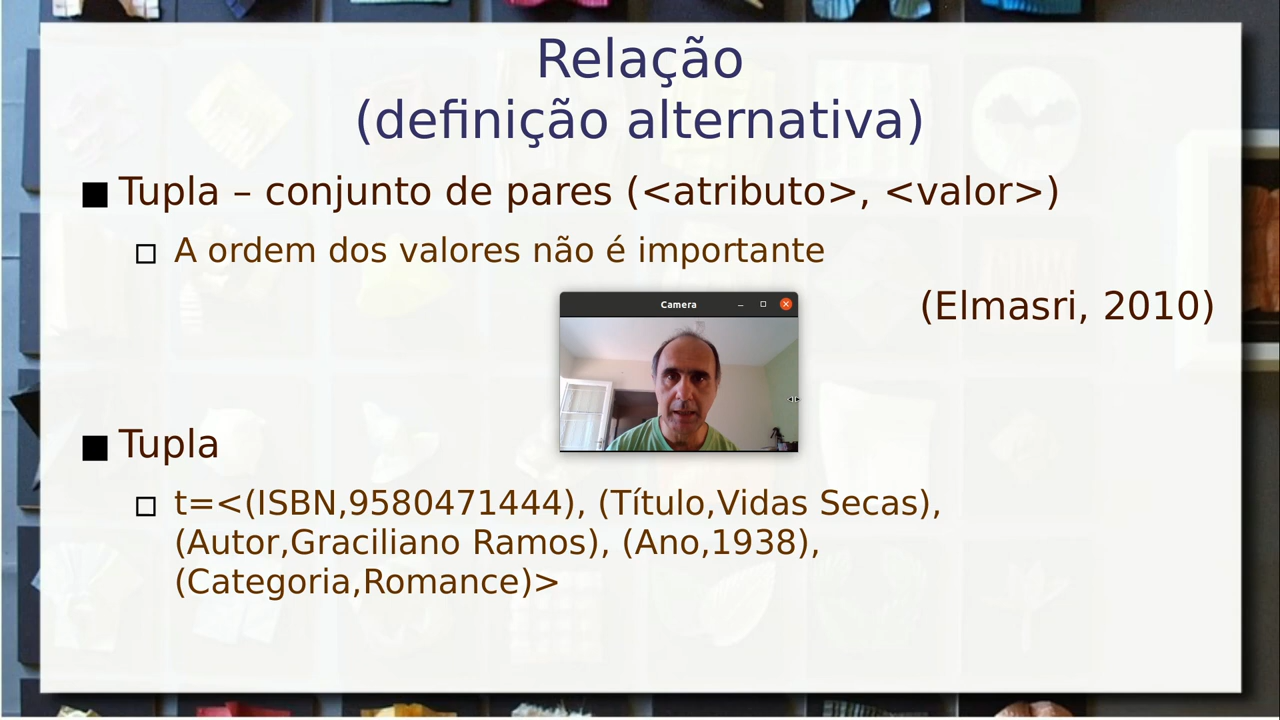 Relação
(definição alternativa)
■ Tupla – conjunto de pares (<atributo>, <valor>)
□ A ordem dos valores não é importante
(Elmasri, 2010)
Camera
■ Tupla
□ t=<(ISBN,9580471444), (Título,Vidas Secas),
(Autor,Graciliano Ramos), (Ano,1938),
(Categoria,Romance)>